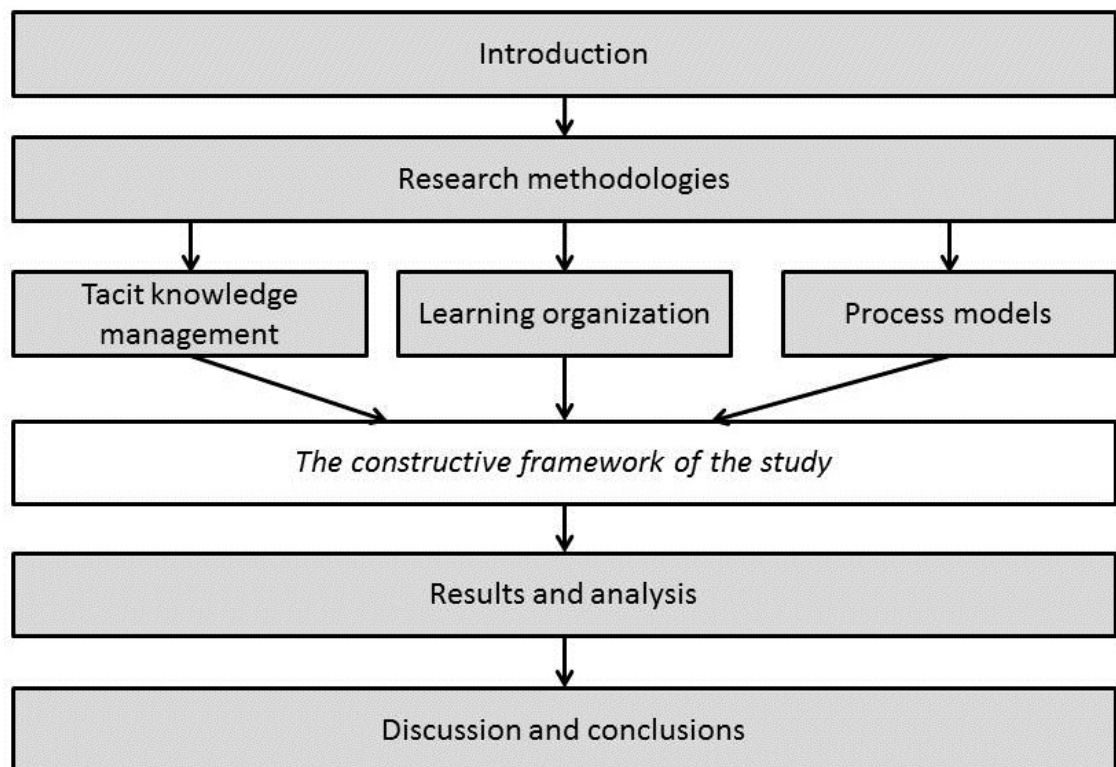 Introduction
Research methodologies
Tacit knowledge
management
Learning organization
Process models
The constructive framework of the study
Results and analysis
Discussion and conclusions